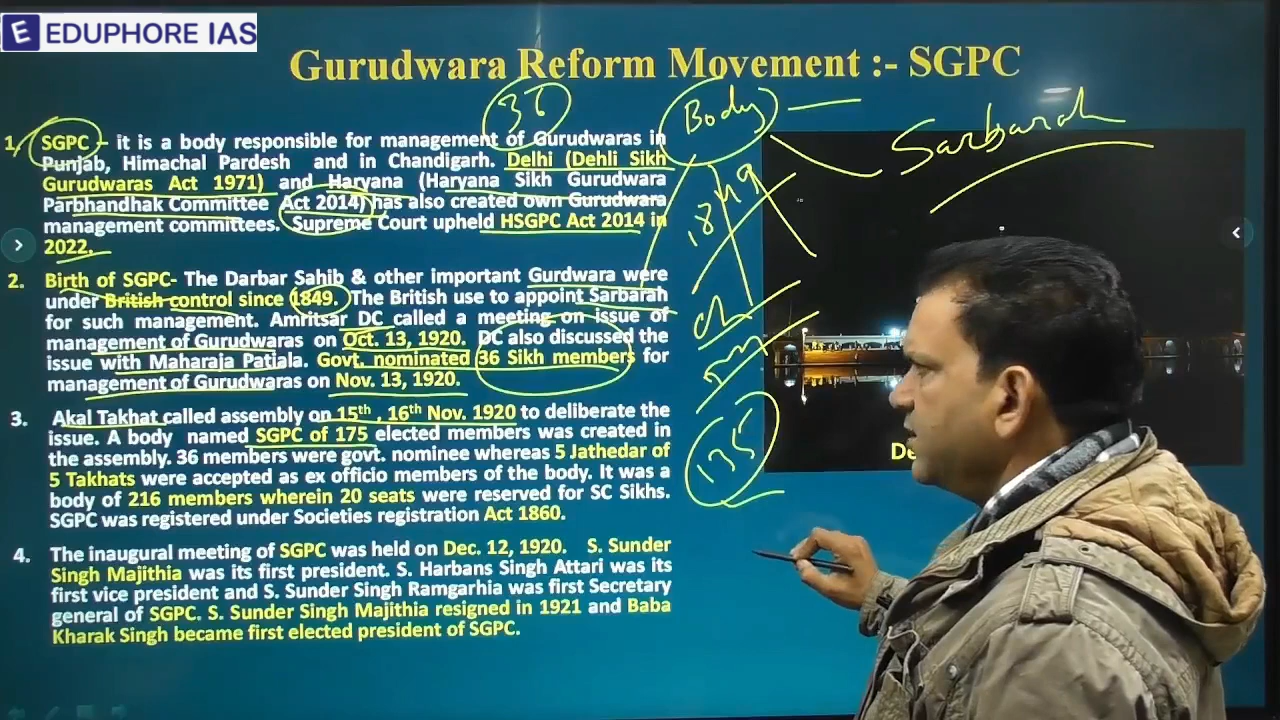 E EDUPHORE IAS
Gurudwara Reform Movement :- SGPC
36
Body
Sarbarah
1849
135
1, SGPC - it is a body responsible for management of Gurudwaras in
Punjab, Himachal Pardesh and in Chandigarh. Delhi (Dehli Sikh
Gurudwaras Act 1971) and Haryana (Haryana Sikh Gurudwara
Parbhandhak Committee Act 2014) has also created own Gurudwara
management committees. Supreme Court upheld HSGPC Act 2014 in
2022.
2. Birth of SGPC- The Darbar Sahib & other important Gurdwara were
under British control since 1849. The British use to appoint Sarbarah
for such management. Amritsar DC called a meeting on issue of
management of Gurudwaras on Oct. 13, 1920. DC also discussed the
issue with Maharaja Patiala. Govt. nominated 36 Sikh members for
management of Gurudwaras on Nov. 13, 1920.
3. Akal Takhat called assembly on 15th , 16th Nov. 1920 to deliberate the
issue. A body named SGPC of 175 elected members was created in
the assembly. 36 members were govt. nominee whereas 5 Jathedar of
5 Takhats were accepted as ex officio members of the body. It was a
body of 216 members wherein 20 seats were reserved for SC Sikhs.
SGPC was registered under Societies registration Act 1860.
4. The inaugural meeting of SGPC was held on Dec. 12, 1920. S. Sunder
Singh Majithia was its first president. S. Harbans Singh Attari was its
first vice president and S. Sunder Singh Ramgarhia was first Secretary
general of SGPC. S. Sunder Singh Majithia resigned in 1921 and Baba
Kharak Singh became first elected president of SGPC.
De